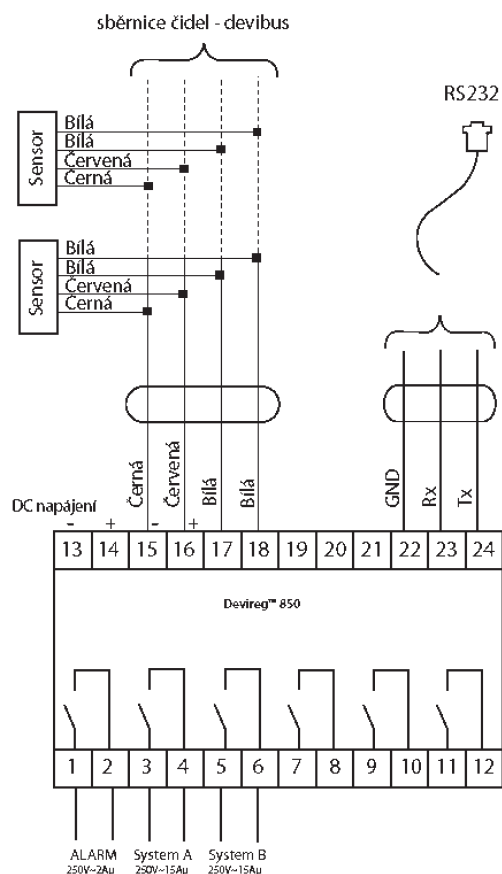 sběrnice čidel - devibus
RS232
Sensor
Bílá
Bílá
Červená
Černá
Sensor
Bílá
Bílá
Červená
Černá
Černá
Červená
Bílá
Bílá
GND
Rx
Tx
DC napájení
- + - +
13 14 15 16 17 18 19 20 21 22 23 24
Devireg™ 850
1 2 3 4 5 6 7 8 9 10 11 12
ALARM System A System B
250V~2Au 250V~15Au 250V~15Au